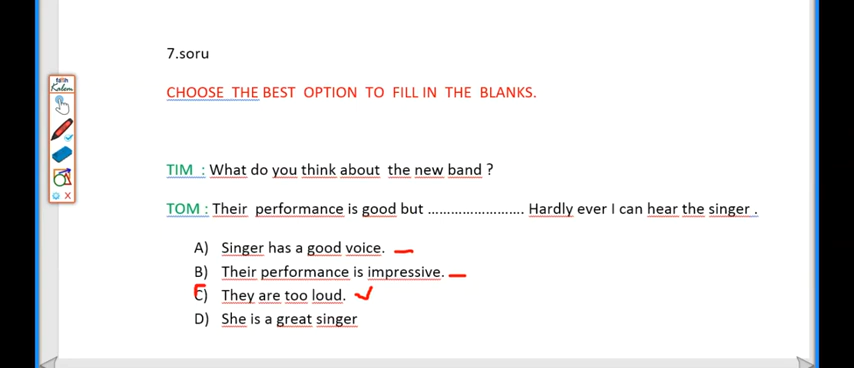 7.soru
CHOOSE THE BEST OPTION TO FILL IN THE BLANKS.
TIM : What do you think about the new band ?
TOM : Their performance is good but ........................ Hardly ever I can hear the singer .
A) Singer has a good voice.
B) Their performance is impressive.
C) They are too loud.
D) She is a great singer
Kalem